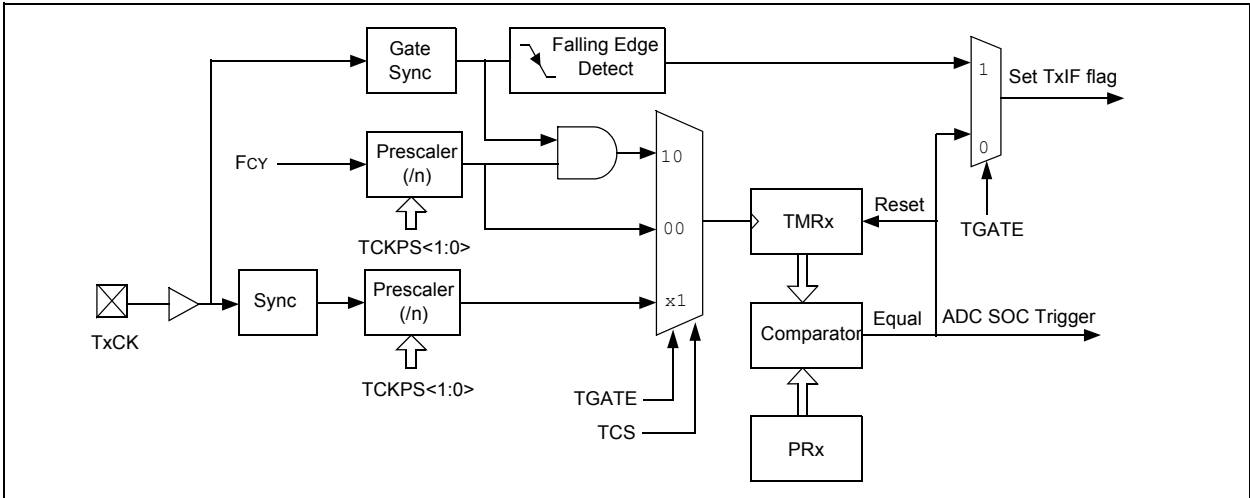 Gate
Sync
Falling Edge
Detect
1
Set TxIF flag
0
TGATE
FCY
Prescaler
(/n)
TCKPS<1:0>
10
00
x1
TMRx
Reset
TxCK
Sync
Prescaler
(/n)
TCKPS<1:0>
TGATE
TCS
Comparator
Equal
ADC SOC Trigger
PRx